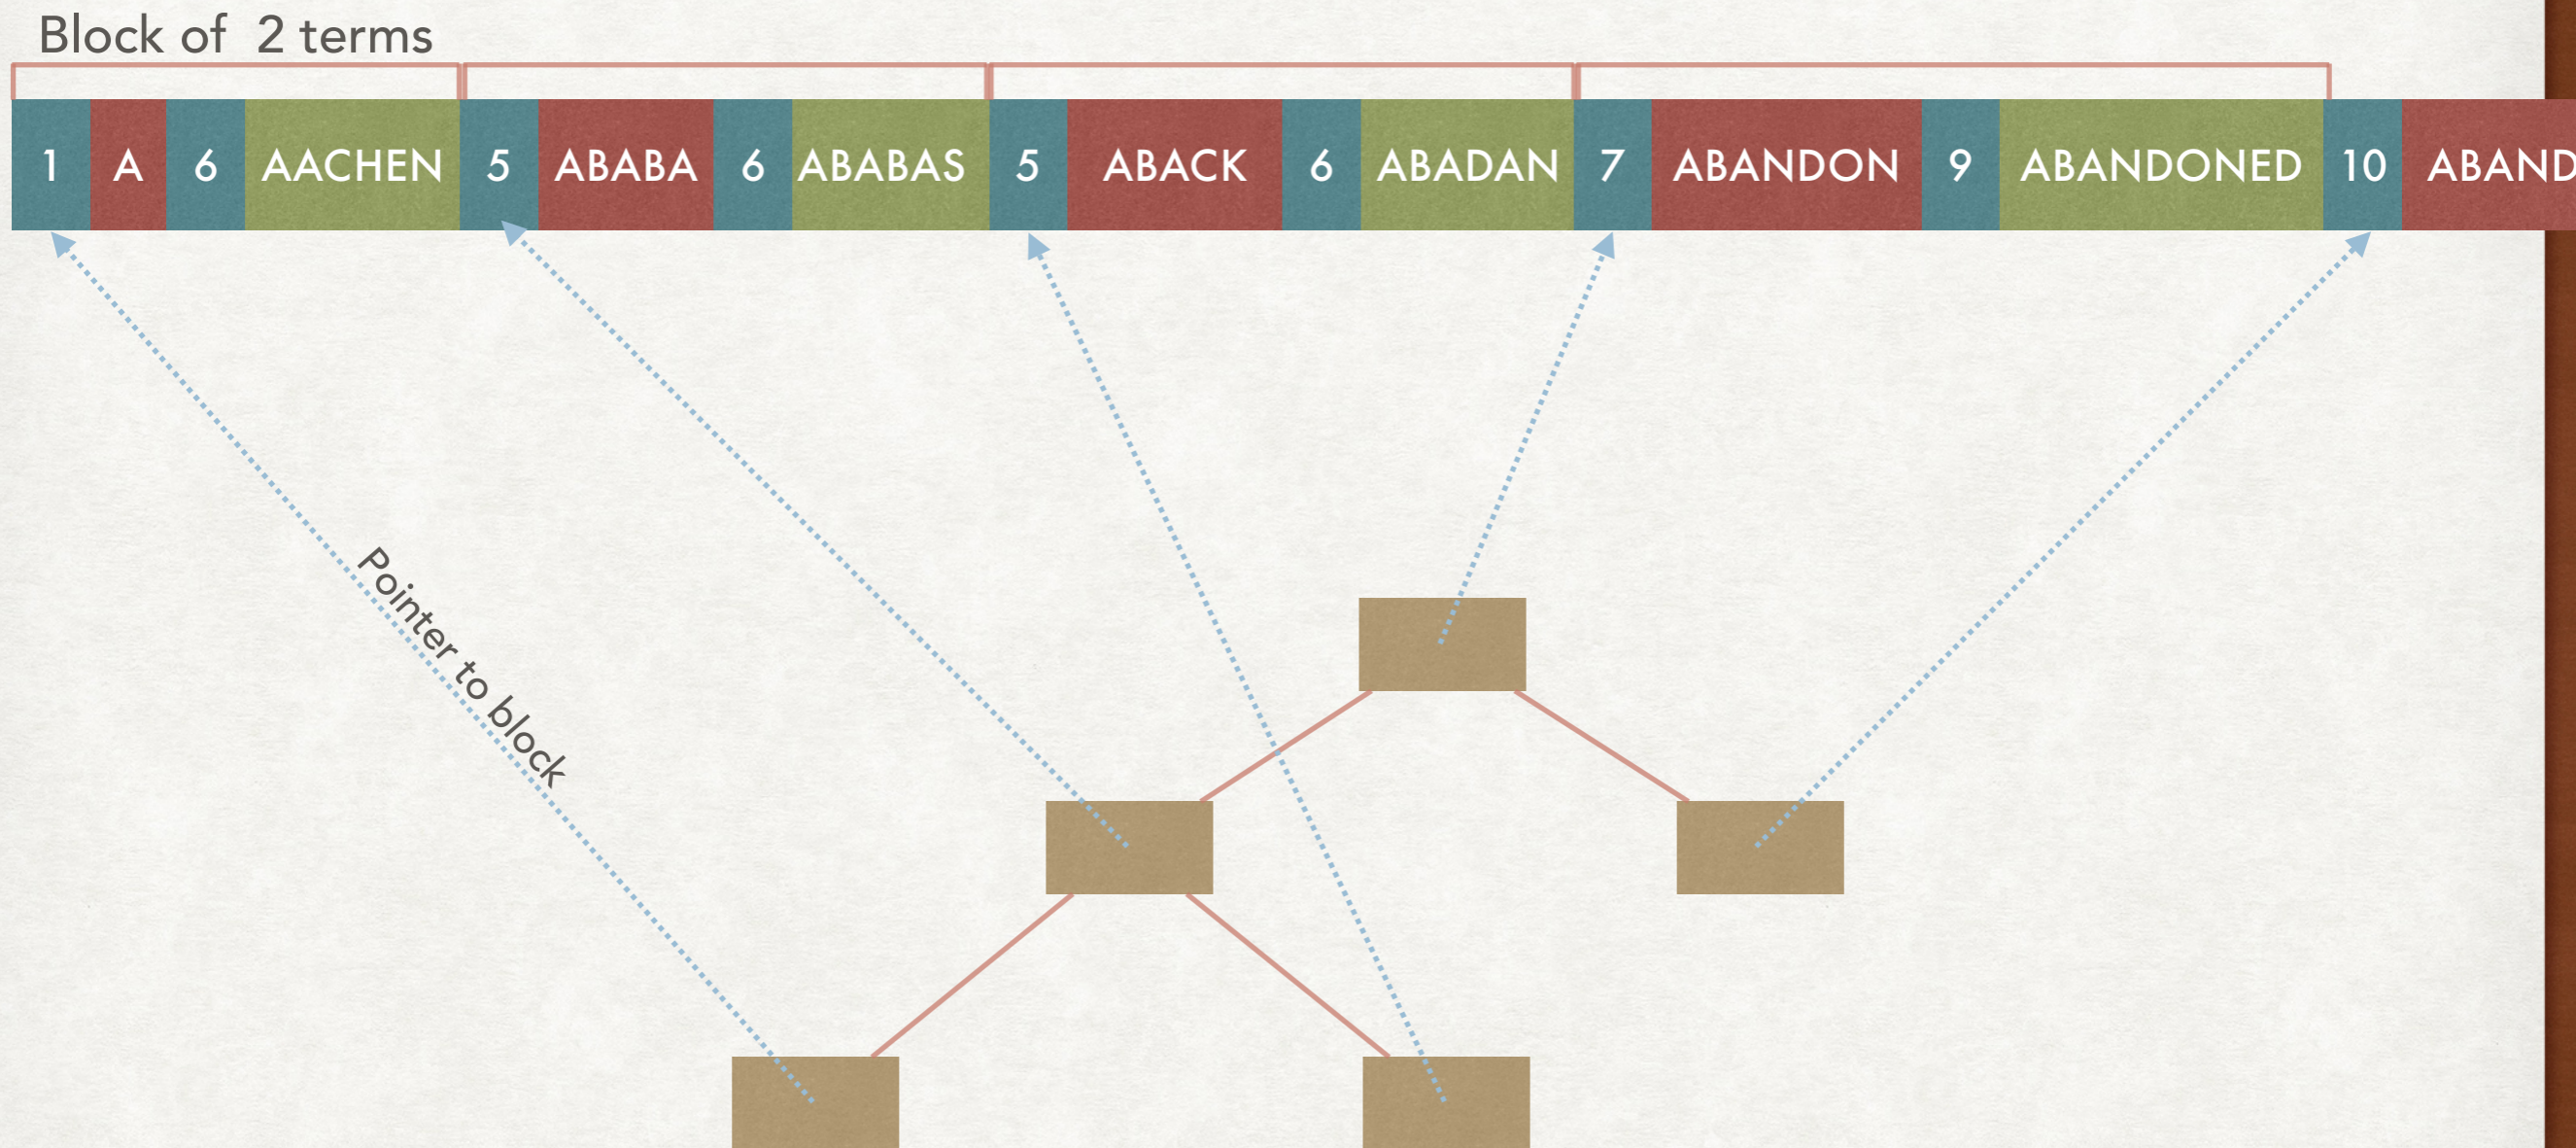 Block of 2 terms
1 A 6 AACHEN 5 ABABA 6 ABABAS 5 ABACK 6 ABADAN 7 ABANDON 9 ABANDONED 10 ABAND
Pointer to block